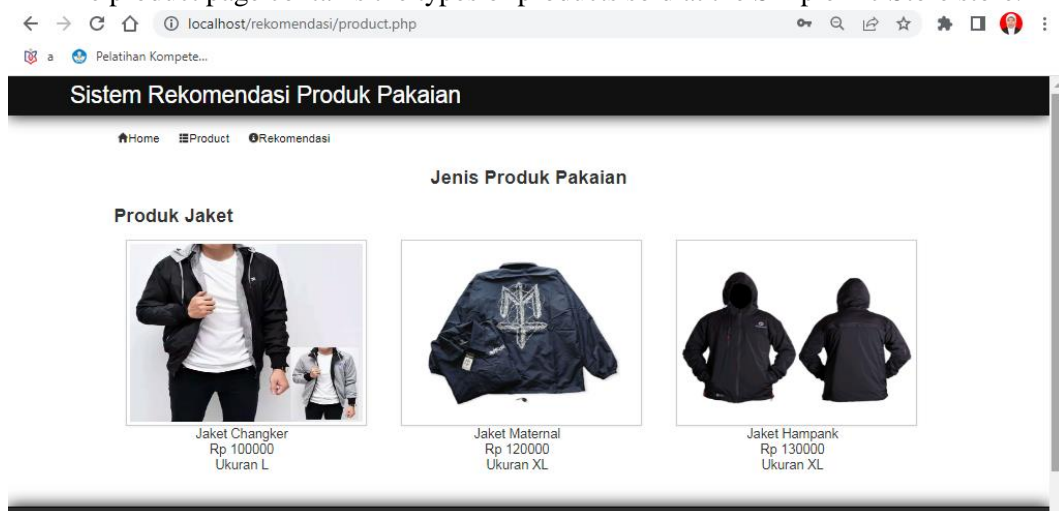 localhost/rekomendasi/product.php
a Pelatihan Kompete...
Sistem Rekomendasi Produk Pakaian
Home Product Rekomendasi
Jenis Produk Pakaian
Produk Jaket
Jaket Changker Jaket Maternal Jaket Hampank
Rp 100000 Rp 120000 Rp 130000
Ukuran L Ukuran XL Ukuran XL